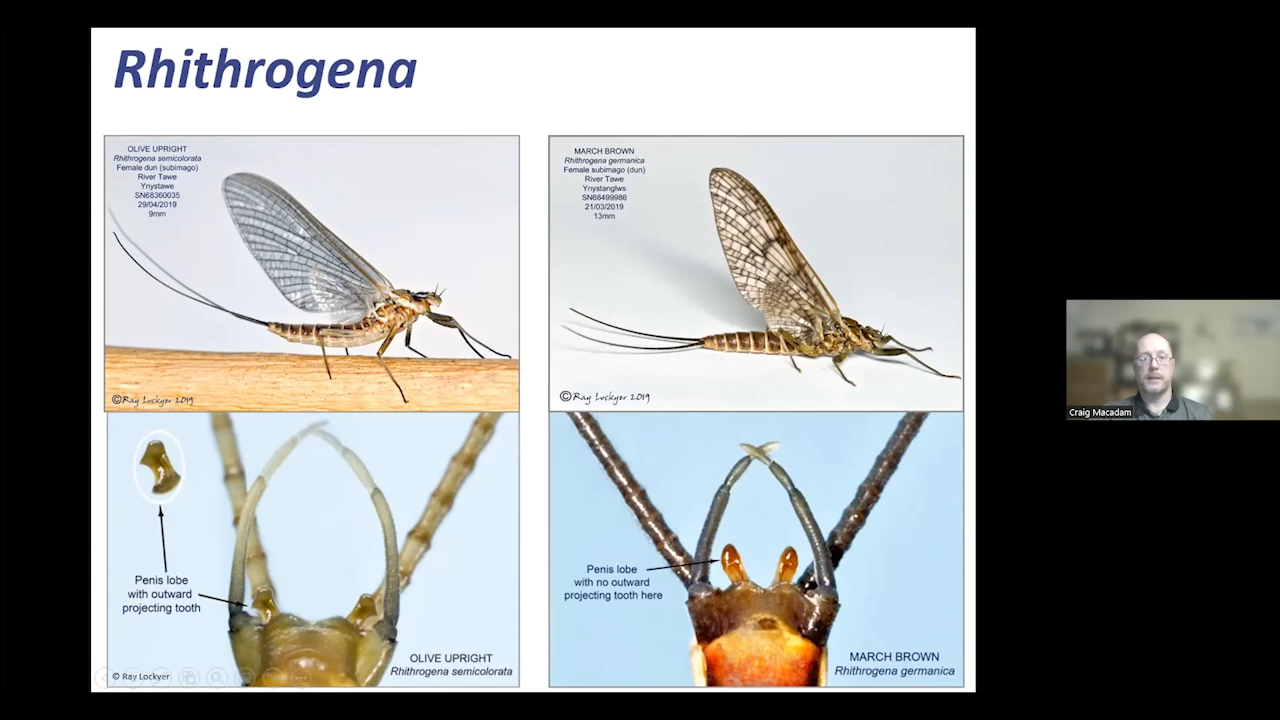 Rhithrogena
OLIVE UPRIGHT
Rhithrogena semicolorata
Female dun (subimago)
River Tawe
Ynystawe
SN68360035
29/04/2019
9mm
©Ray Lockyer 2019
MARCH BROWN
Rhithrogena germanica
Female subimago (dun)
River Tawe
Ynystanglws
SN68499986
21/03/2019
13mm
©Ray Lockyer 2019
Penis lobe
with outward
projecting tooth
OLIVE UPRIGHT
Rhithrogena semicolorata
© Ray Lockyer
Penis lobe
with no outward
projecting tooth here
MARCH BROWN
Rhithrogena germanica
Craig Macadam